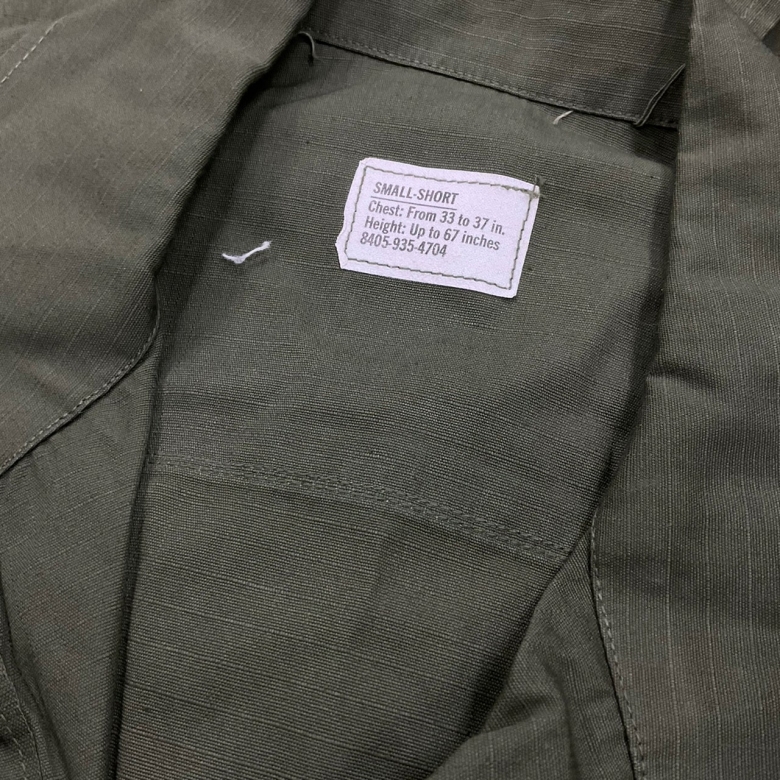 SMALL-SHORT
Chest: From 33 to 37 in.
Height: Up to 67 inches
8405-935-4704